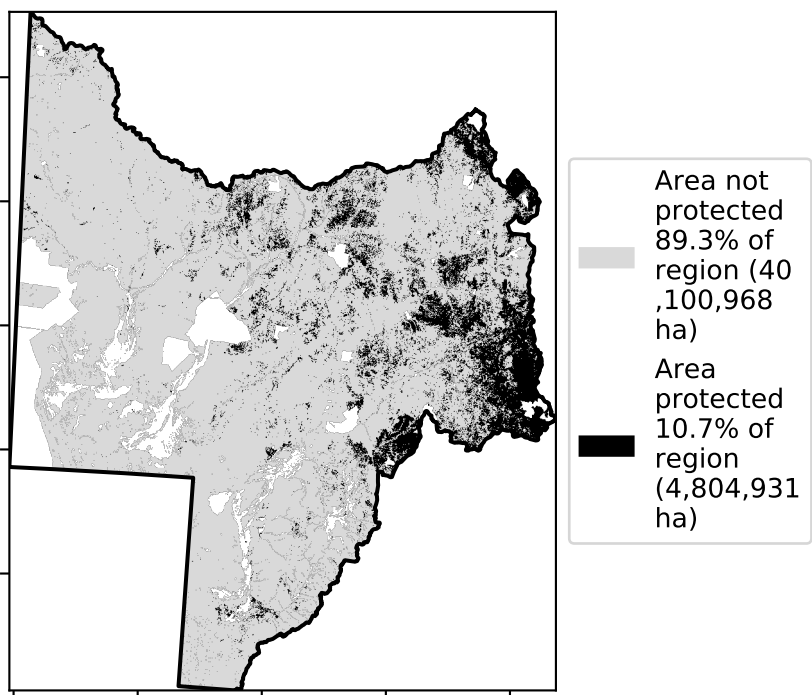 Area not
protected
89.3% of
region (40
,100,968
ha)
Area
protected
10.7% of
region
(4,804,931
ha)